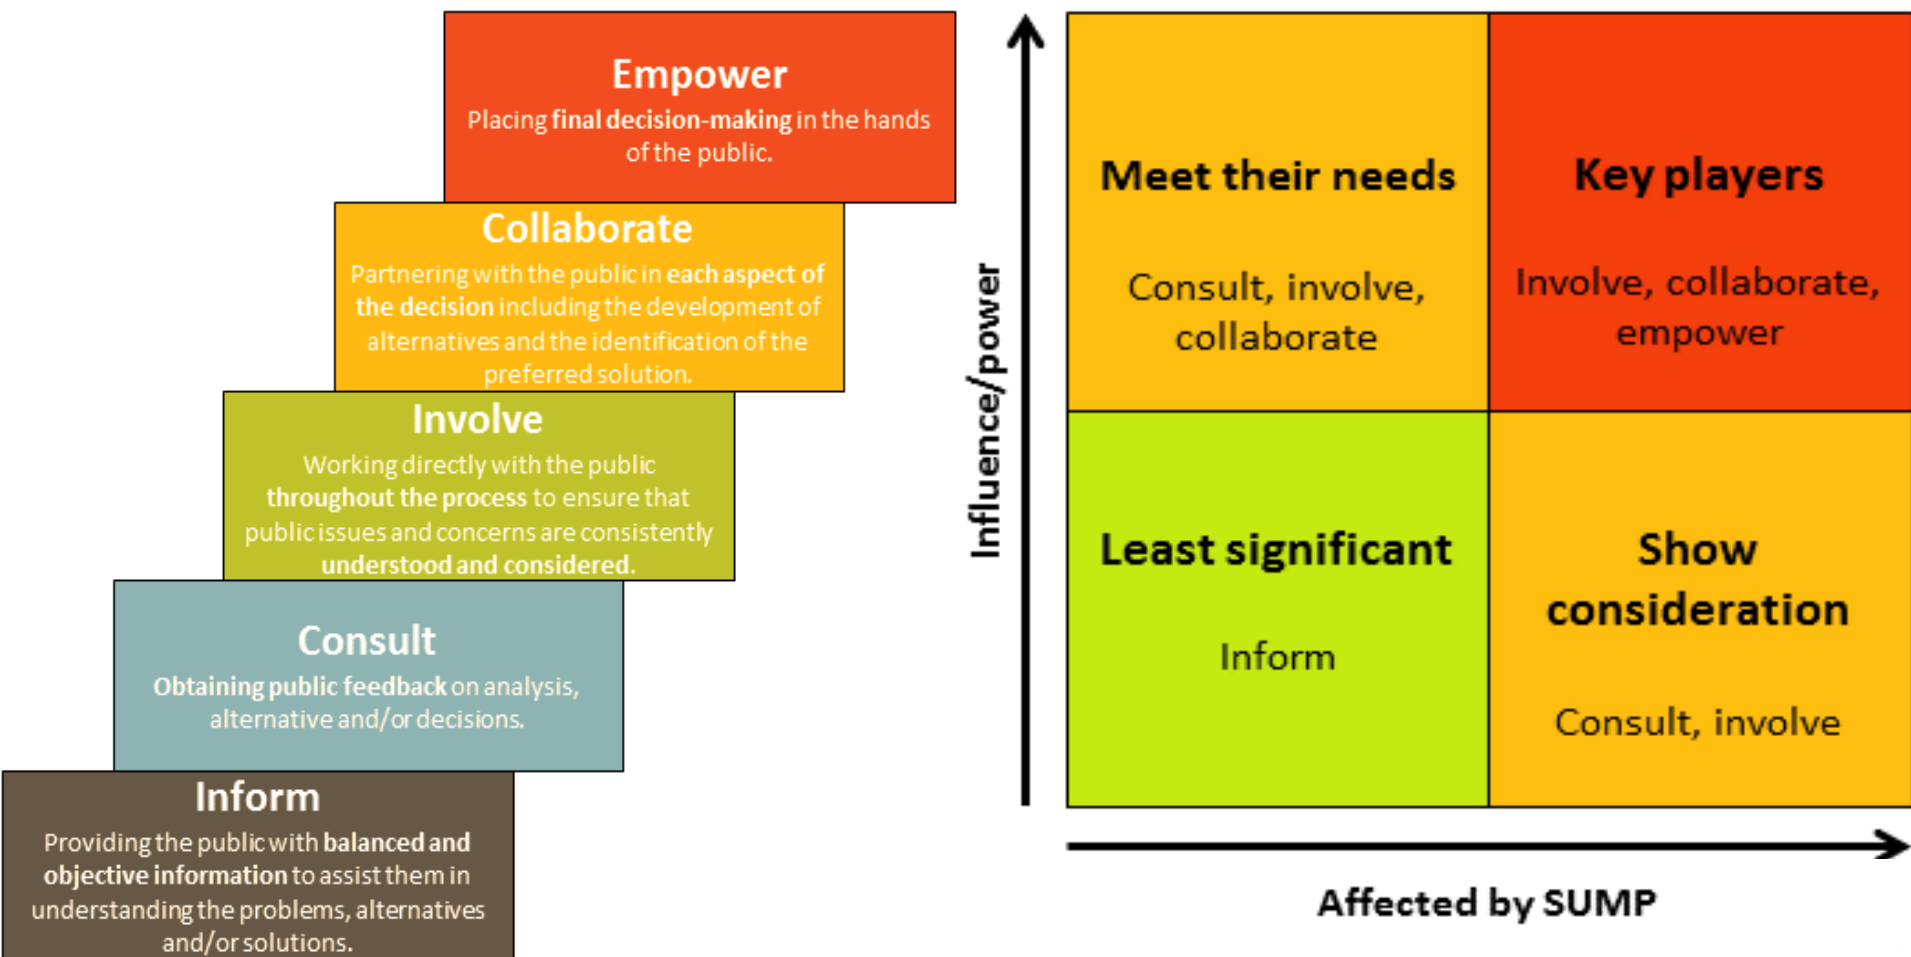 Empower
Placing final decision-making in the hands
of the public.
Collaborate
Partnering with the public in each aspect of
the decision including the development of
alternatives and the identification of the
preferred solution.
Involve
Working directly with the public
throughout the process to ensure that
public issues and concerns are consistently
understood and considered.
Consult
Obtaining public feedback on analysis,
alternative and/or decisions.
Inform
Providing the public with balanced and
objective information to assist them in
understanding the problems, alternatives
and/or solutions.
Influence/power
Meet their needs
Consult, involve,
collaborate
Key players
Involve, collaborate,
empower
Least significant
Inform
Show
consideration
Consult, involve
Affected by SUMP